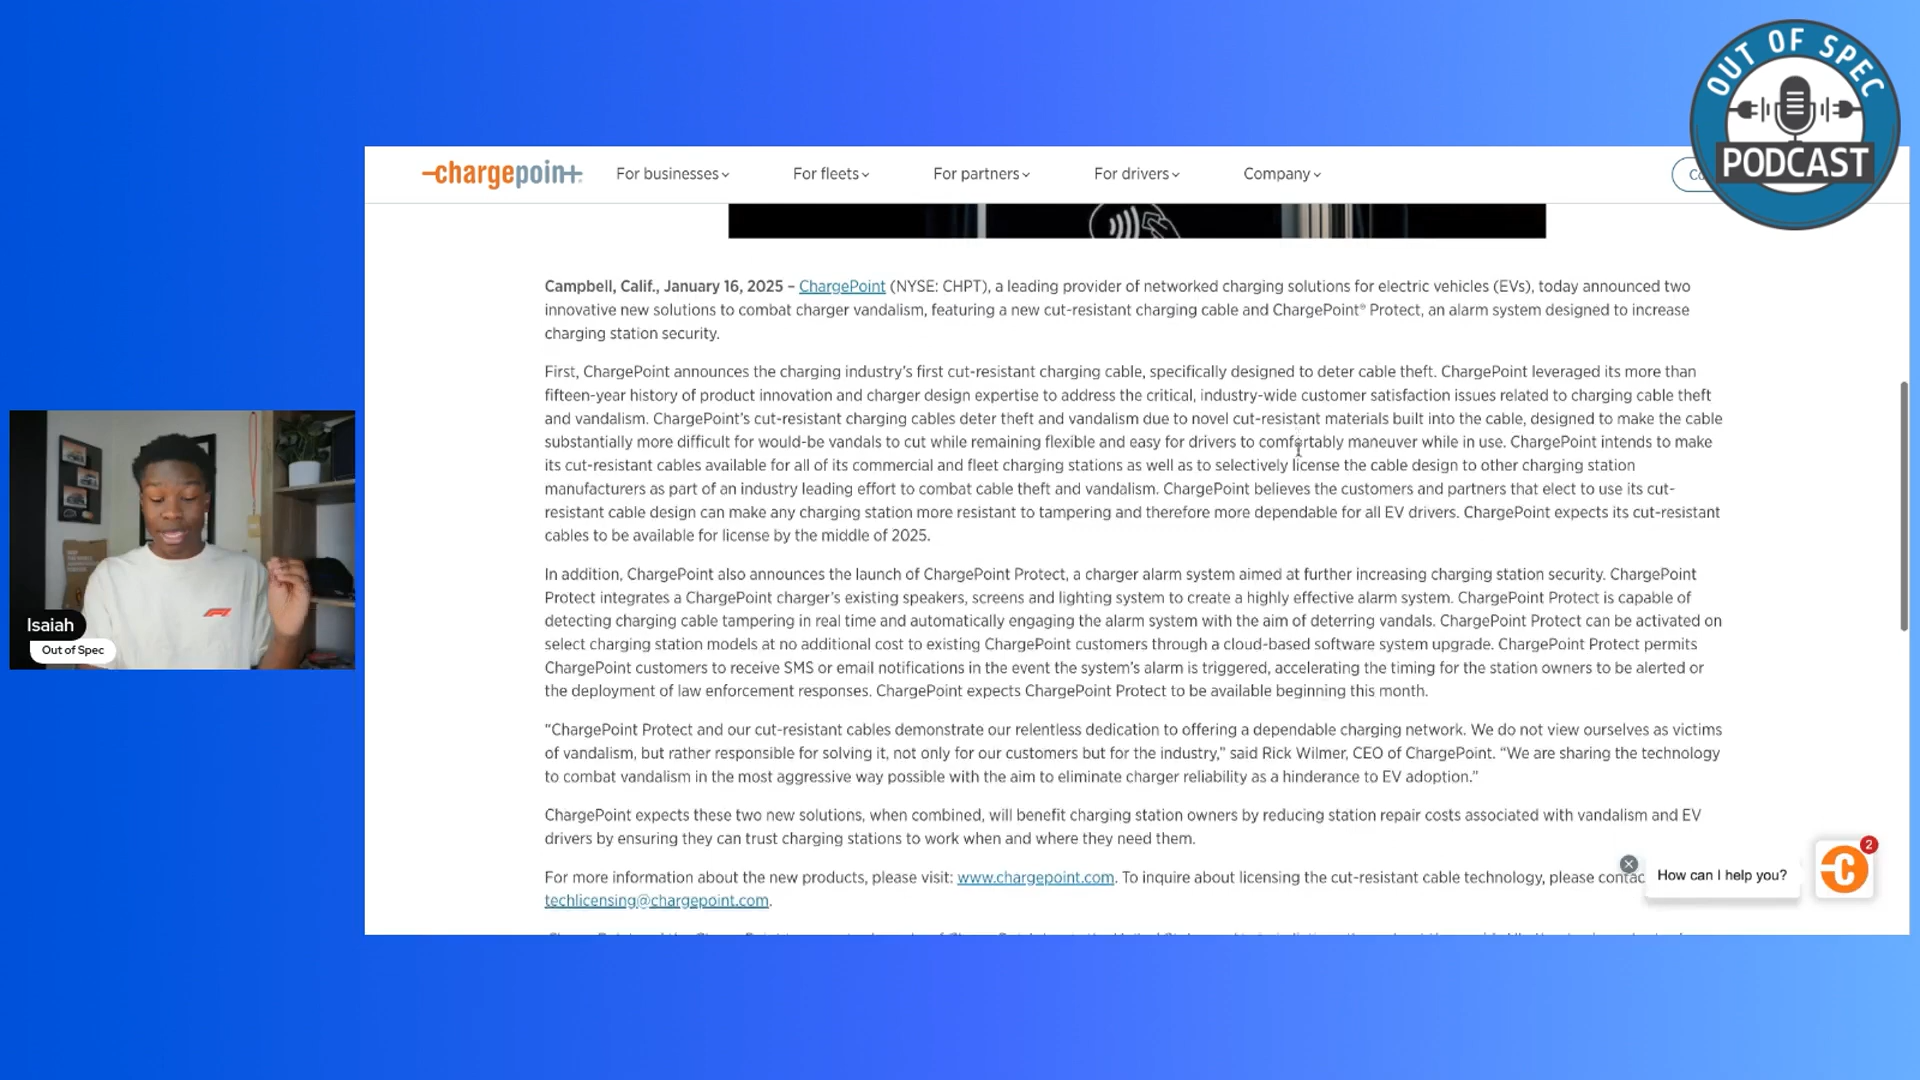 OUT OF SPEC
PODCAST
chargepoint
For businesses
For fleets
For partners
For drivers
Company
Campbell, Calif., January 16, 2025 – ChargePoint (NYSE: CHPT), a leading provider of networked charging solutions for electric vehicles (EVs), today announced two
innovative new solutions to combat charger vandalism, featuring a new cut-resistant charging cable and ChargePoint® Protect, an alarm system designed to increase
charging station security.
First, ChargePoint announces the charging industry's first cut-resistant charging cable, specifically designed to deter cable theft. ChargePoint leveraged its more than
fifteen-year history of product innovation and charger design expertise to address the critical, industry-wide customer satisfaction issues related to charging cable theft
and vandalism. ChargePoint's cut-resistant charging cables deter theft and vandalism due to novel cut-resistant materials built into the cable, designed to make the cable
substantially more difficult for would-be vandals to cut while remaining flexible and easy for drivers to comfortably maneuver while in use. ChargePoint intends to make
its cut-resistant cables available for all of its commercial and fleet charging stations as well as to selectively license the cable design to other charging station
manufacturers as part of an industry leading effort to combat cable theft and vandalism. ChargePoint believes the customers and partners that elect to use its cut-
resistant cable design can make any charging station more resistant to tampering and therefore more dependable for all EV drivers. ChargePoint expects its cut-resistant
cables to be available for license by the middle of 2025.
In addition, ChargePoint also announces the launch of ChargePoint Protect, a charger alarm system aimed at further increasing charging station security. ChargePoint
Protect integrates a ChargePoint charger's existing speakers, screens and lighting system to create a highly effective alarm system. ChargePoint Protect is capable of
detecting charging cable tampering in real time and automatically engaging the alarm system with the aim of deterring vandals. ChargePoint Protect can be activated on
select charging station models at no additional cost to existing ChargePoint customers through a cloud-based software system upgrade. ChargePoint Protect permits
ChargePoint customers to receive SMS or email notifications in the event the system's alarm is triggered, accelerating the timing for the station owners to be alerted or
the deployment of law enforcement responses. ChargePoint expects ChargePoint Protect to be available beginning this month.
"ChargePoint Protect and our cut-resistant cables demonstrate our relentless dedication to offering a dependable charging network. We do not view ourselves as victims
of vandalism, but rather responsible for solving it, not only for our customers but for the industry," said Rick Wilmer, CEO of ChargePoint. "We are sharing the technology
to combat vandalism in the most aggressive way possible with the aim to eliminate charger reliability as a hinderance to EV adoption."
ChargePoint expects these two new solutions, when combined, will benefit charging station owners by reducing station repair costs associated with vandalism and EV
drivers by ensuring they can trust charging stations to work when and where they need them.
For more information about the new products, please visit: www.chargepoint.com. To inquire about licensing the cut-resistant cable technology, please contac
techlicensing@chargepoint.com.
How can I help you?
2
Isaiah
Out of Spec